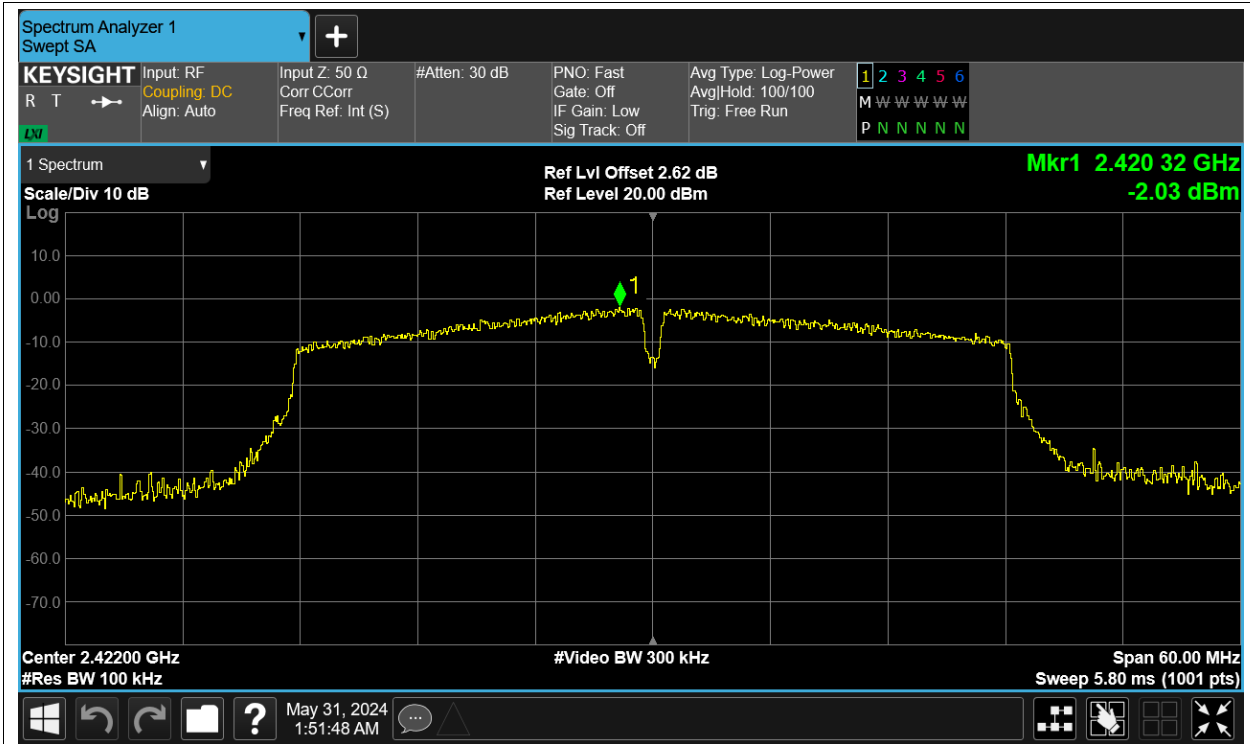 Spectrum Analyzer 1
Swept SA
KEYSIGHT
R T
LXI
Input: RF
Coupling: DC
Align: Auto
Input Z: 50 Ω
Corr CCorr
Freq Ref: Int (S)
#Atten: 30 dB
PNO: Fast
Gate: Off
IF Gain: Low
Sig Track: Off
Avg Type: Log-Power
Avg|Hold: 100/100
Trig: Free Run
1 2 3 4 5 6
M W W W W W
P N N N N N
1 Spectrum
Scale/Div 10 dB
Log
Ref Lvl Offset 2.62 dB
Ref Level 20.00 dBm
Mkr1 2.420 32 GHz
-2.03 dBm
10.0
0.00
-10.0
-20.0
-30.0
-40.0
-50.0
-60.0
-70.0
1
Center 2.42200 GHz
#Res BW 100 kHz
#Video BW 300 kHz
Span 60.00 MHz
Sweep 5.80 ms (1001 pts)
?
May 31, 2024
1:51:48 AM